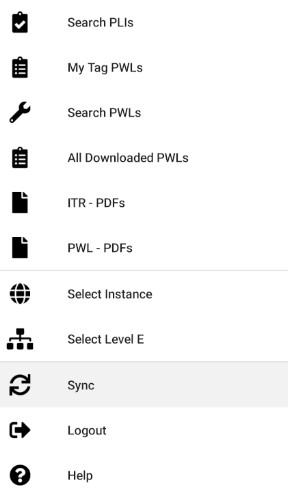 Search PLIs
My Tag PWLs
Search PWLs
All Downloaded PWLs
ITR - PDFs
PWL - PDFs
Select Instance
Select Level E
Sync
Logout
Help